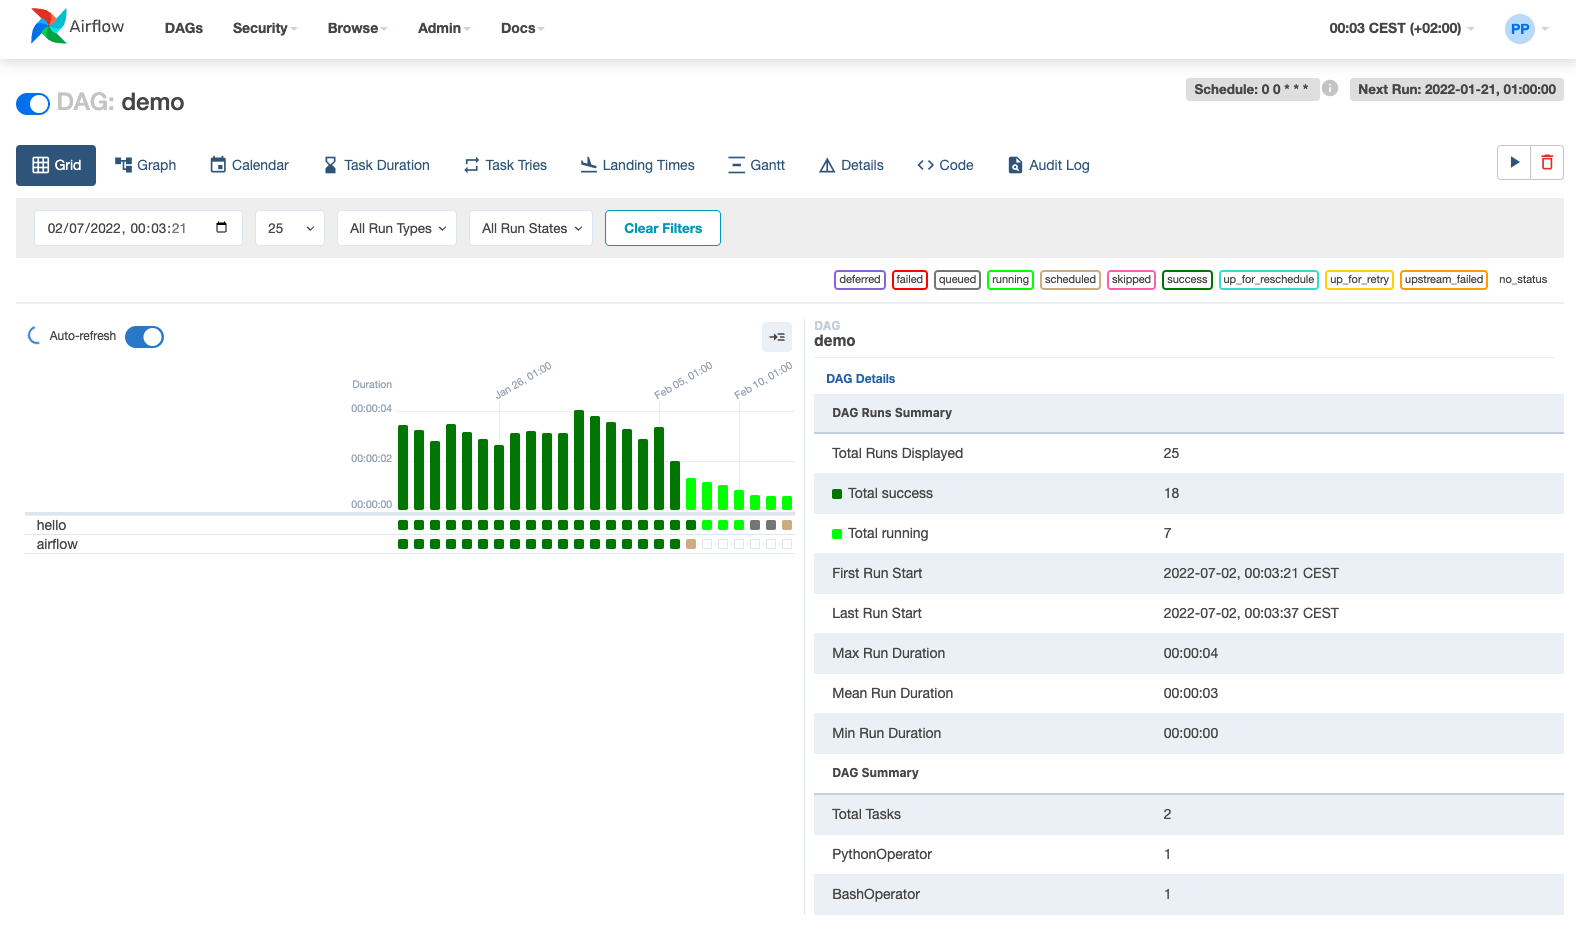 Airflow DAGs Security Browse Admin Docs 00:03 CEST (+02:00) PP
DAG: demo
Schedule: 0 0 * * * Next Run: 2022-01-21, 01:00:00
Grid Graph Calendar Task Duration Task Tries Landing Times Gantt Details Code Audit Log
02/07/2022, 00:03:21 25 All Run Types All Run States Clear Filters
deferred failed queued running scheduled skipped success up_for_reschedule up_for_retry upstream_failed no_status
Auto-refresh
Duration
Jan 26, 01:00
Feb 05, 01:00
Feb 10, 01:00
00:00:04
00:00:02
00:00:00
hello
airflow
DAG
demo
DAG Details
DAG Runs Summary
Total Runs Displayed 25
Total success 18
Total running 7
First Run Start 2022-07-02, 00:03:21 CEST
Last Run Start 2022-07-02, 00:03:37 CEST
Max Run Duration 00:00:04
Mean Run Duration 00:00:03
Min Run Duration 00:00:00
DAG Summary
Total Tasks 2
PythonOperator 1
BashOperator 1